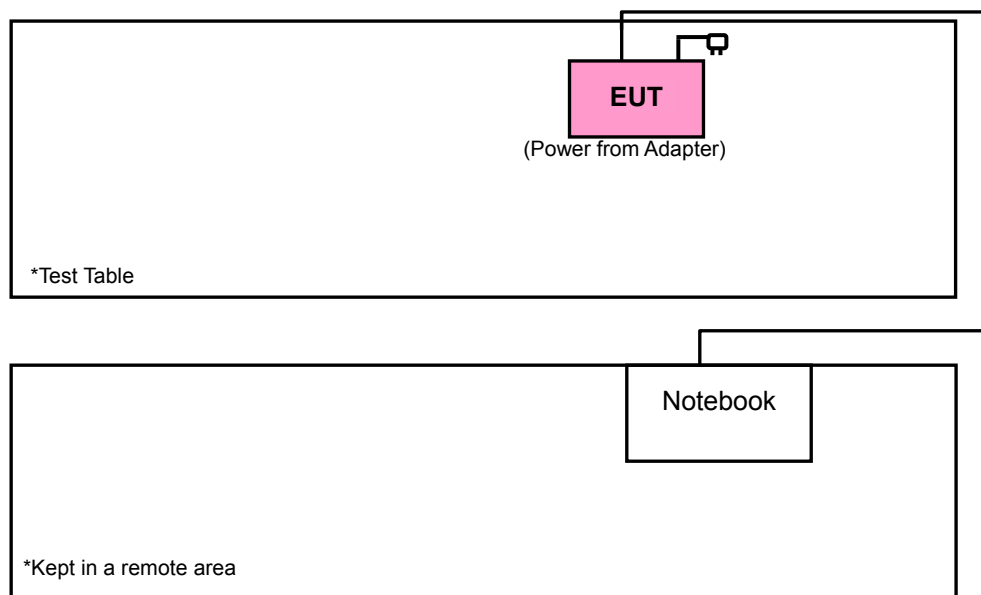 EUT
(Power from Adapter)
*Test Table
Notebook
*Kept in a remote area